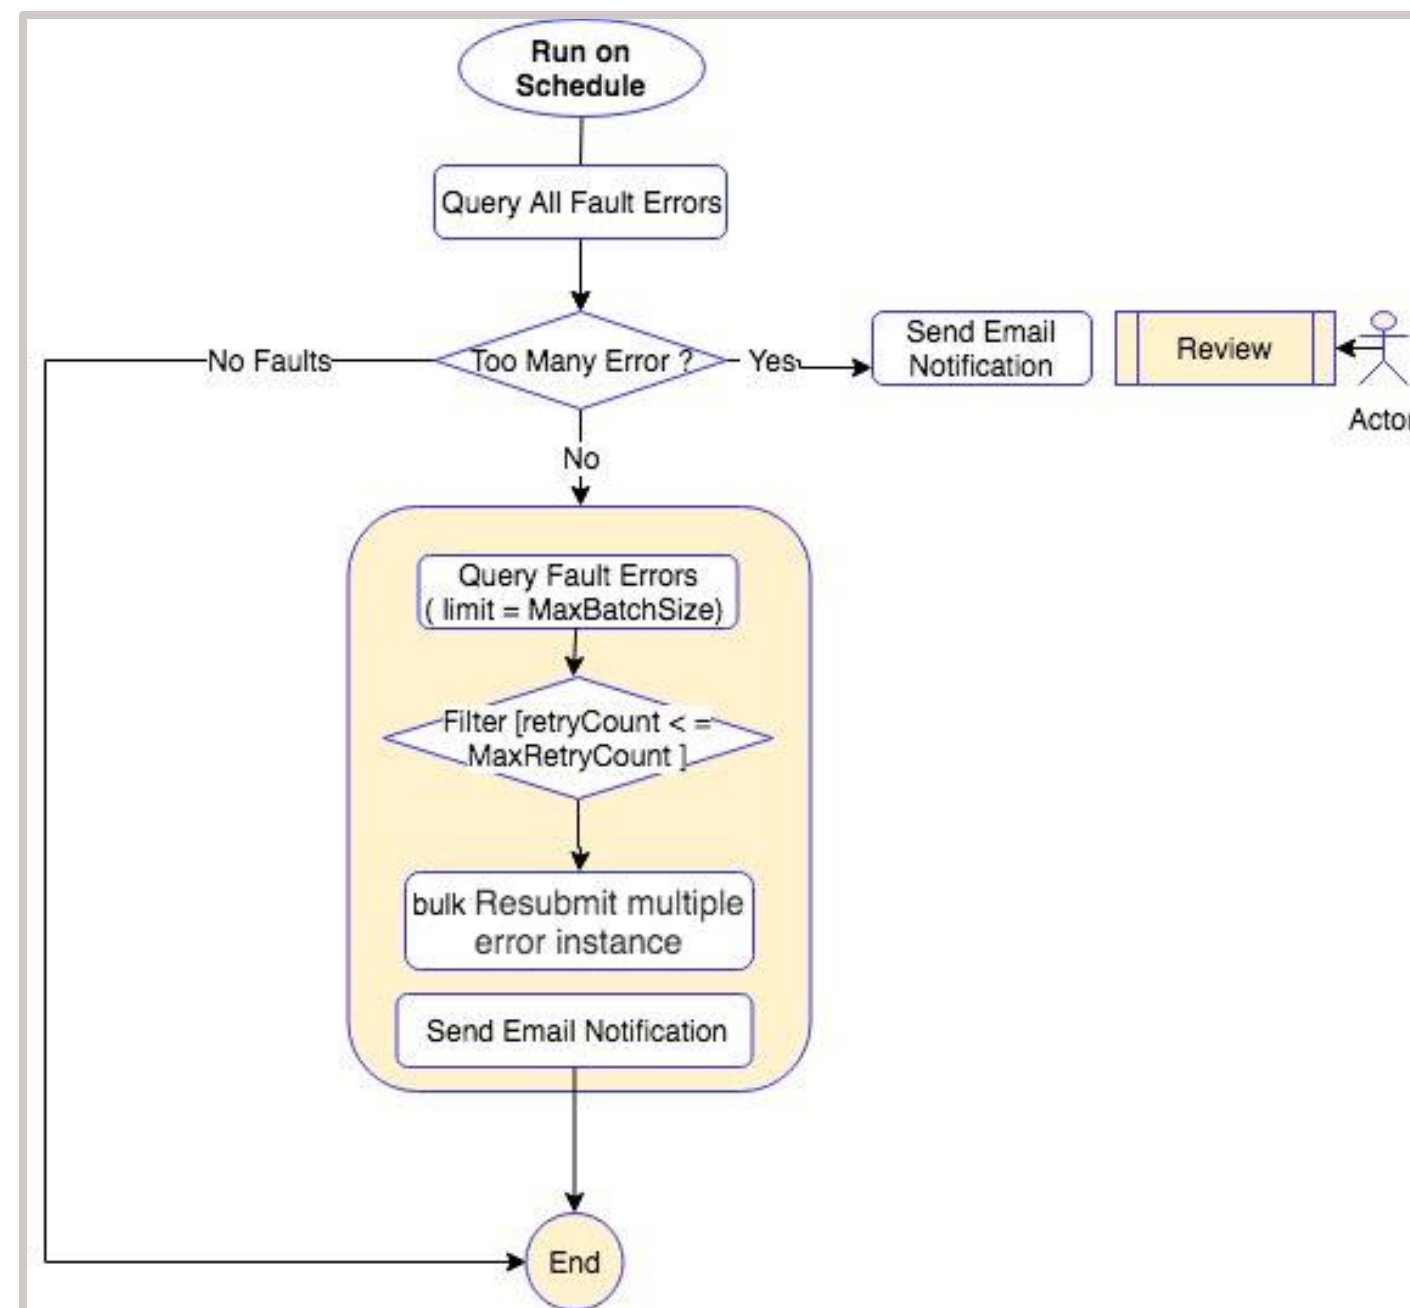 Run on
Schedule
Query All Fault Errors
No Faults
Too Many Error ?
Yes
Send Email
Notification
Review
Actor
No
Query Fault Errors
( limit = MaxBatchSize)
Filter [retryCount < =
MaxRetryCount ]
bulk Resubmit multiple
error instance
Send Email Notification
End